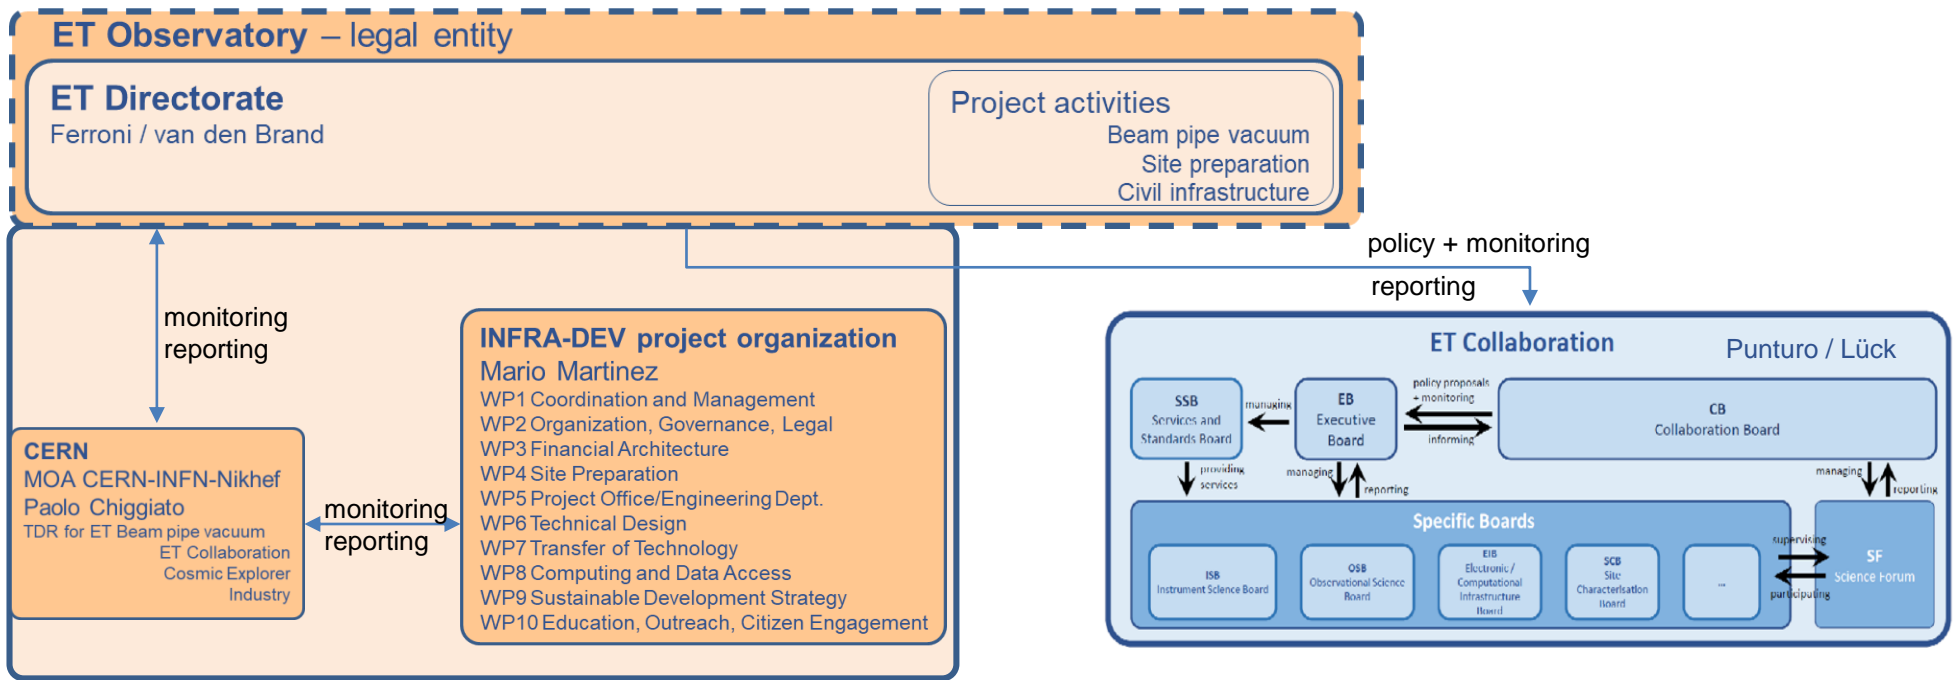 ET Observatory – legal entity
ET Directorate
Ferroni / van den Brand
Project activities
Beam pipe vacuum
Site preparation
Civil infrastructure
monitoring
reporting
policy + monitoring
reporting
CERN
MOA CERN-INFN-Nikhef
Paolo Chiggiato
TDR for ET Beam pipe vacuum
ET Collaboration
Cosmic Explorer
Industry
monitoring
reporting
INFRA-DEV project organization
Mario Martinez
WP1 Coordination and Management
WP2 Organization, Governance, Legal
WP3 Financial Architecture
WP4 Site Preparation
WP5 Project Office/Engineering Dept.
WP6 Technical Design
WP7 Transfer of Technology
WP8 Computing and Data Access
WP9 Sustainable Development Strategy
WP10 Education, Outreach, Citizen Engagement
ET Collaboration
Punturo / Lück
SSB
Services and
Standards Board
managing
EB
Executive
Board
policy proposals
+ monitoring
informing
CB
Collaboration Board
providing
services
managing
reporting
managing
reporting
Specific Boards
ISB
Instrument Science Board
OSB
Observational Science
Board
EIB
Electronic /
Computational
Infrastructure
Board
SCB
Site
Characterisation
Board
...
supervising
participating
SF
Science Forum